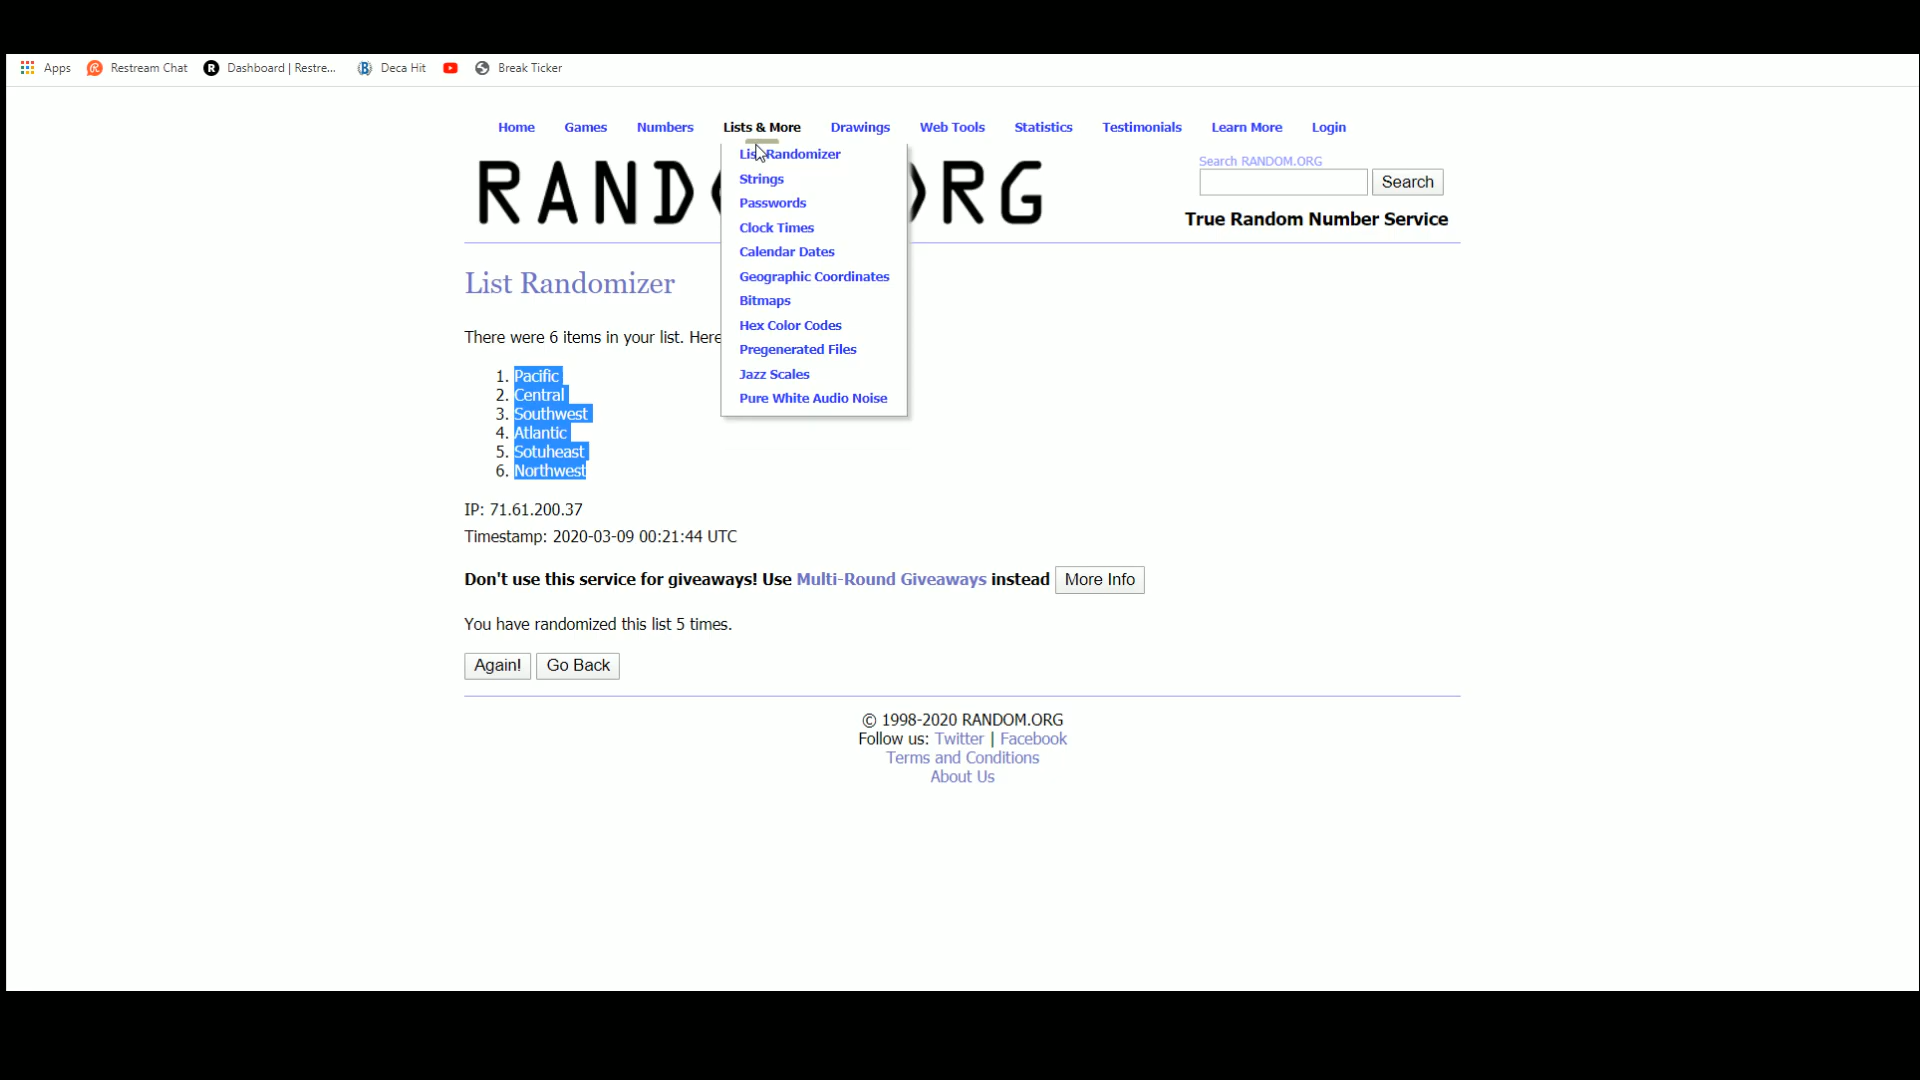 Apps Restream Chat Dashboard | Restre... Deca Hit Break Ticker
Home Games Numbers Lists & More Drawings Web Tools Statistics Testimonials Learn More Login
List Randomizer
Strings
Passwords
Clock Times
Calendar Dates
Geographic Coordinates
Bitmaps
Hex Color Codes
Pregenerated Files
Jazz Scales
Pure White Audio Noise
RAND RG
Search RANDOM.ORG
Search
True Random Number Service
List Randomizer
There were 6 items in your list. Here
1. Pacific
2. Central
3. Southwest
4. Atlantic
5. Sotuheast
6. Northwest
IP: 71.61.200.37
Timestamp: 2020-03-09 00:21:44 UTC
Don't use this service for giveaways! Use Multi-Round Giveaways instead More Info
You have randomized this list 5 times.
Again! Go Back
© 1998-2020 RANDOM.ORG
Follow us: Twitter | Facebook
Terms and Conditions
About Us